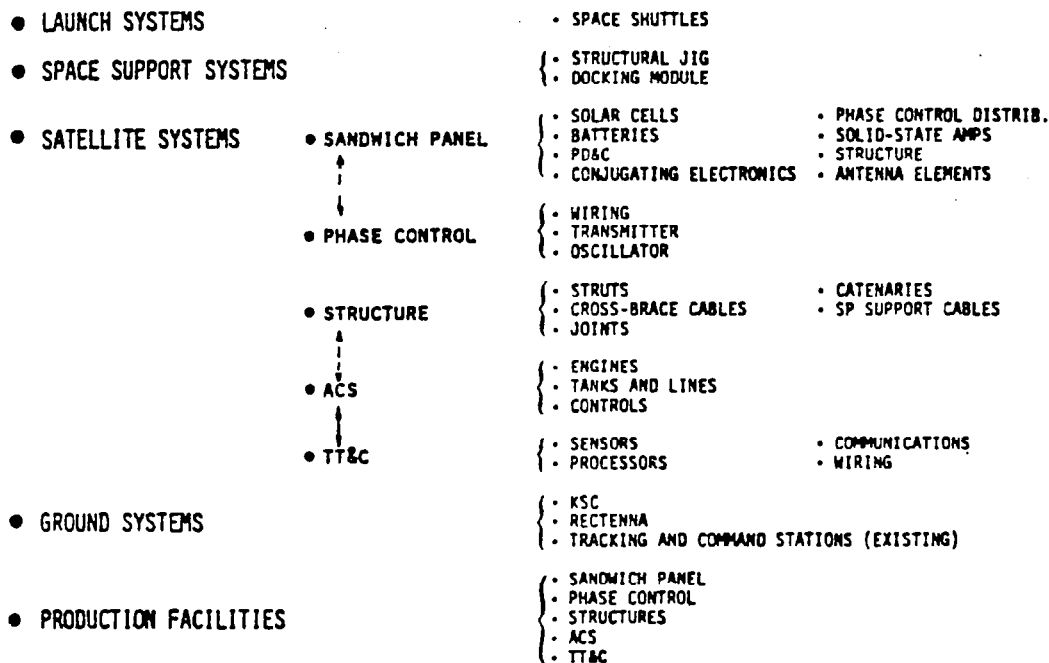 • LAUNCH SYSTEMS • SPACE SHUTTLES
• SPACE SUPPORT SYSTEMS • STRUCTURAL JIG
• DOCKING MODULE
• SATELLITE SYSTEMS • SANDWICH PANEL • SOLAR CELLS • PHASE CONTROL DISTRIB.
• BATTERIES • SOLID-STATE AMPS
• PD&C • STRUCTURE
• CONJUGATING ELECTRONICS • ANTENNA ELEMENTS
• PHASE CONTROL • WIRING
• TRANSMITTER
• OSCILLATOR
• STRUCTURE • STRUTS • CATENARIES
• CROSS-BRACE CABLES • SP SUPPORT CABLES
• JOINTS
• ACS • ENGINES
• TANKS AND LINES
• CONTROLS
• TT&C • SENSORS • COMMUNICATIONS
• PROCESSORS • WIRING
• GROUND SYSTEMS • KSC
• RECTENNA
• TRACKING AND COMMAND STATIONS (EXISTING)
• PRODUCTION FACILITIES • SANDWICH PANEL
• PHASE CONTROL
• STRUCTURES
• ACS
• TT&C